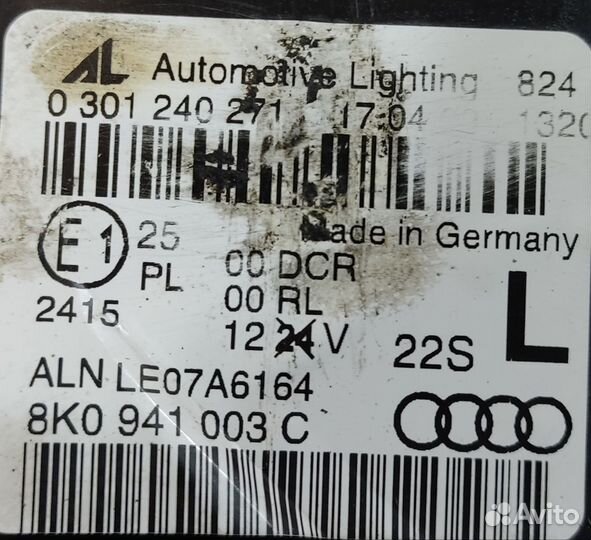 AL Automotive Lighting 824
0 301 240 271 17:04 1320
Made in Germany
E1 25 00 DCR
PL 00 RL L
2415 12 24 V 22S
ALN LE07A6164
8K0 941 003 C
Avito